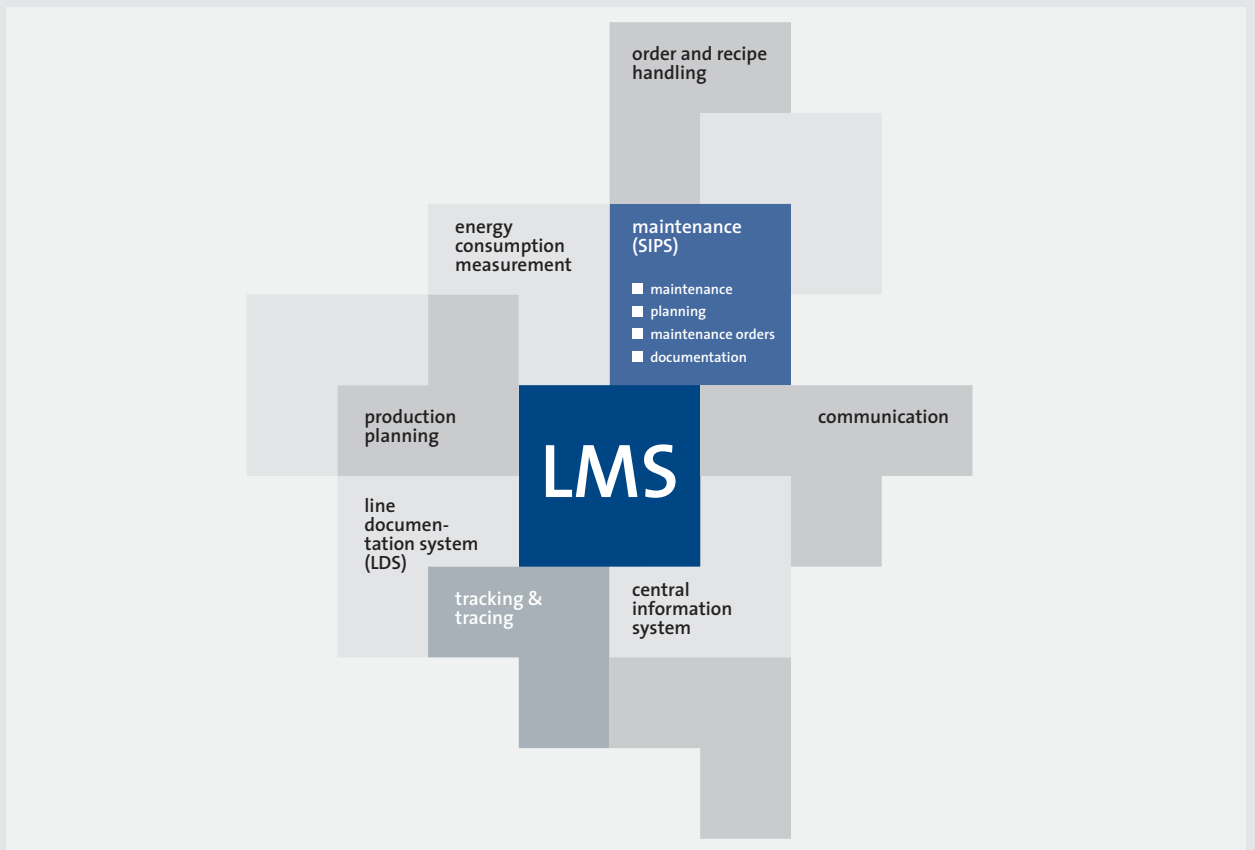 order and recipe
handling
energy
consumption
measurement
maintenance
(SIPS)
maintenance
planning
maintenance orders
documentation
production
planning
LMS
communication
line
documen-
tation system
(LDS)
tracking &
tracing
central
information
system